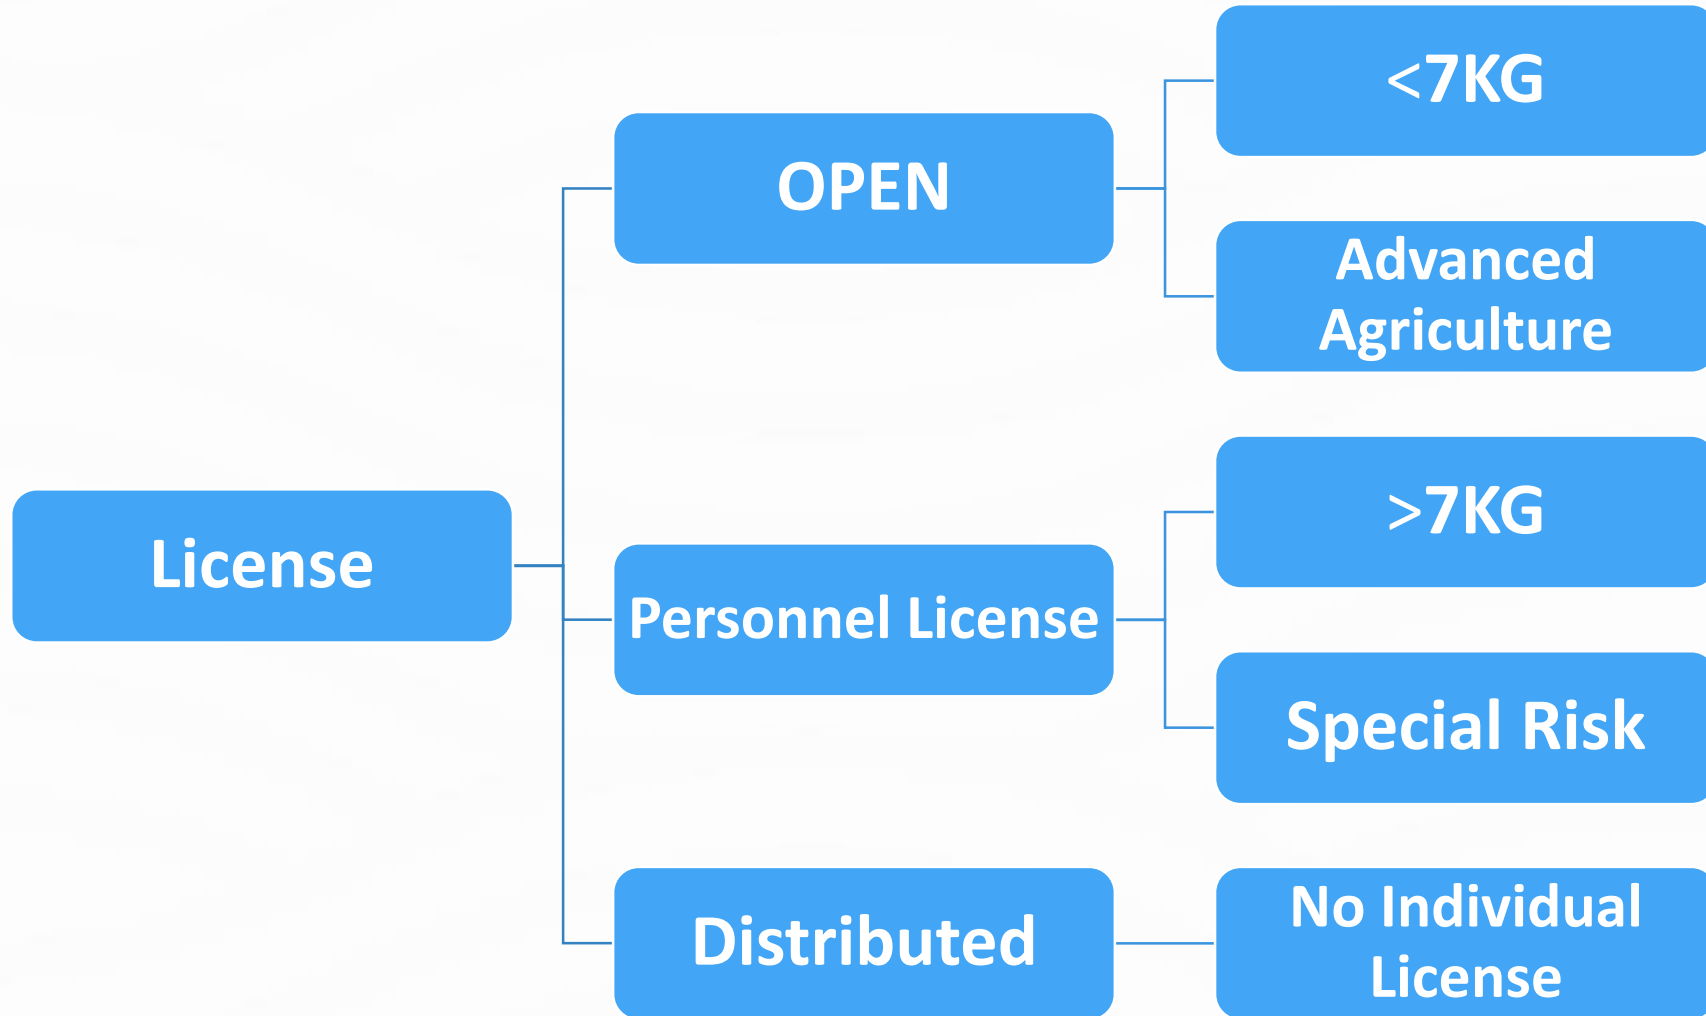 License
OPEN
<7KG
Advanced
Agriculture
Personnel License
>7KG
Special Risk
Distributed
No Individual
License